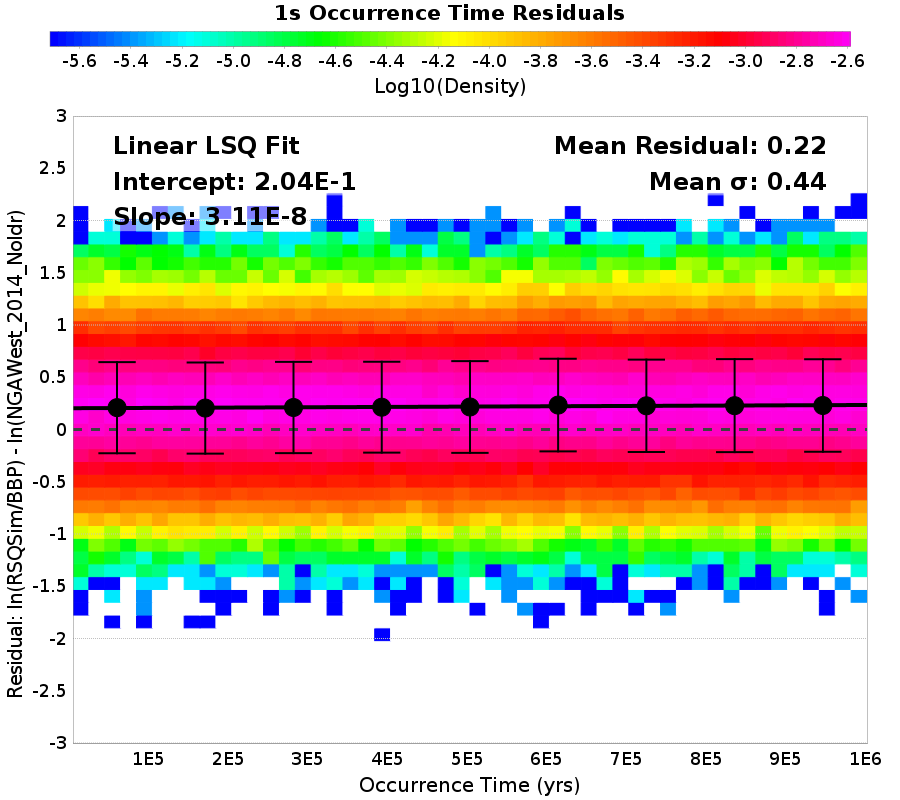 1s Occurrence Time Residuals
-5.6 -5.4 -5.2 -5.0 -4.8 -4.6 -4.4 -4.2 -4.0 -3.8 -3.6 -3.4 -3.2 -3.0 -2.8 -2.6
Log10(Density)
Linear LSQ Fit
Intercept: 2.04E-1
Slope: 3.11E-8
Mean Residual: 0.22
Mean σ: 0.44
Residual: ln(RSQSim/BBP) - ln(NGAWest_2014_NoIdr)
3
2.5
2
1.5
1
0.5
0
-0.5
-1
-1.5
-2
-2.5
-3
1E5 2E5 3E5 4E5 5E5 6E5 7E5 8E5 9E5 1E6
Occurrence Time (yrs)